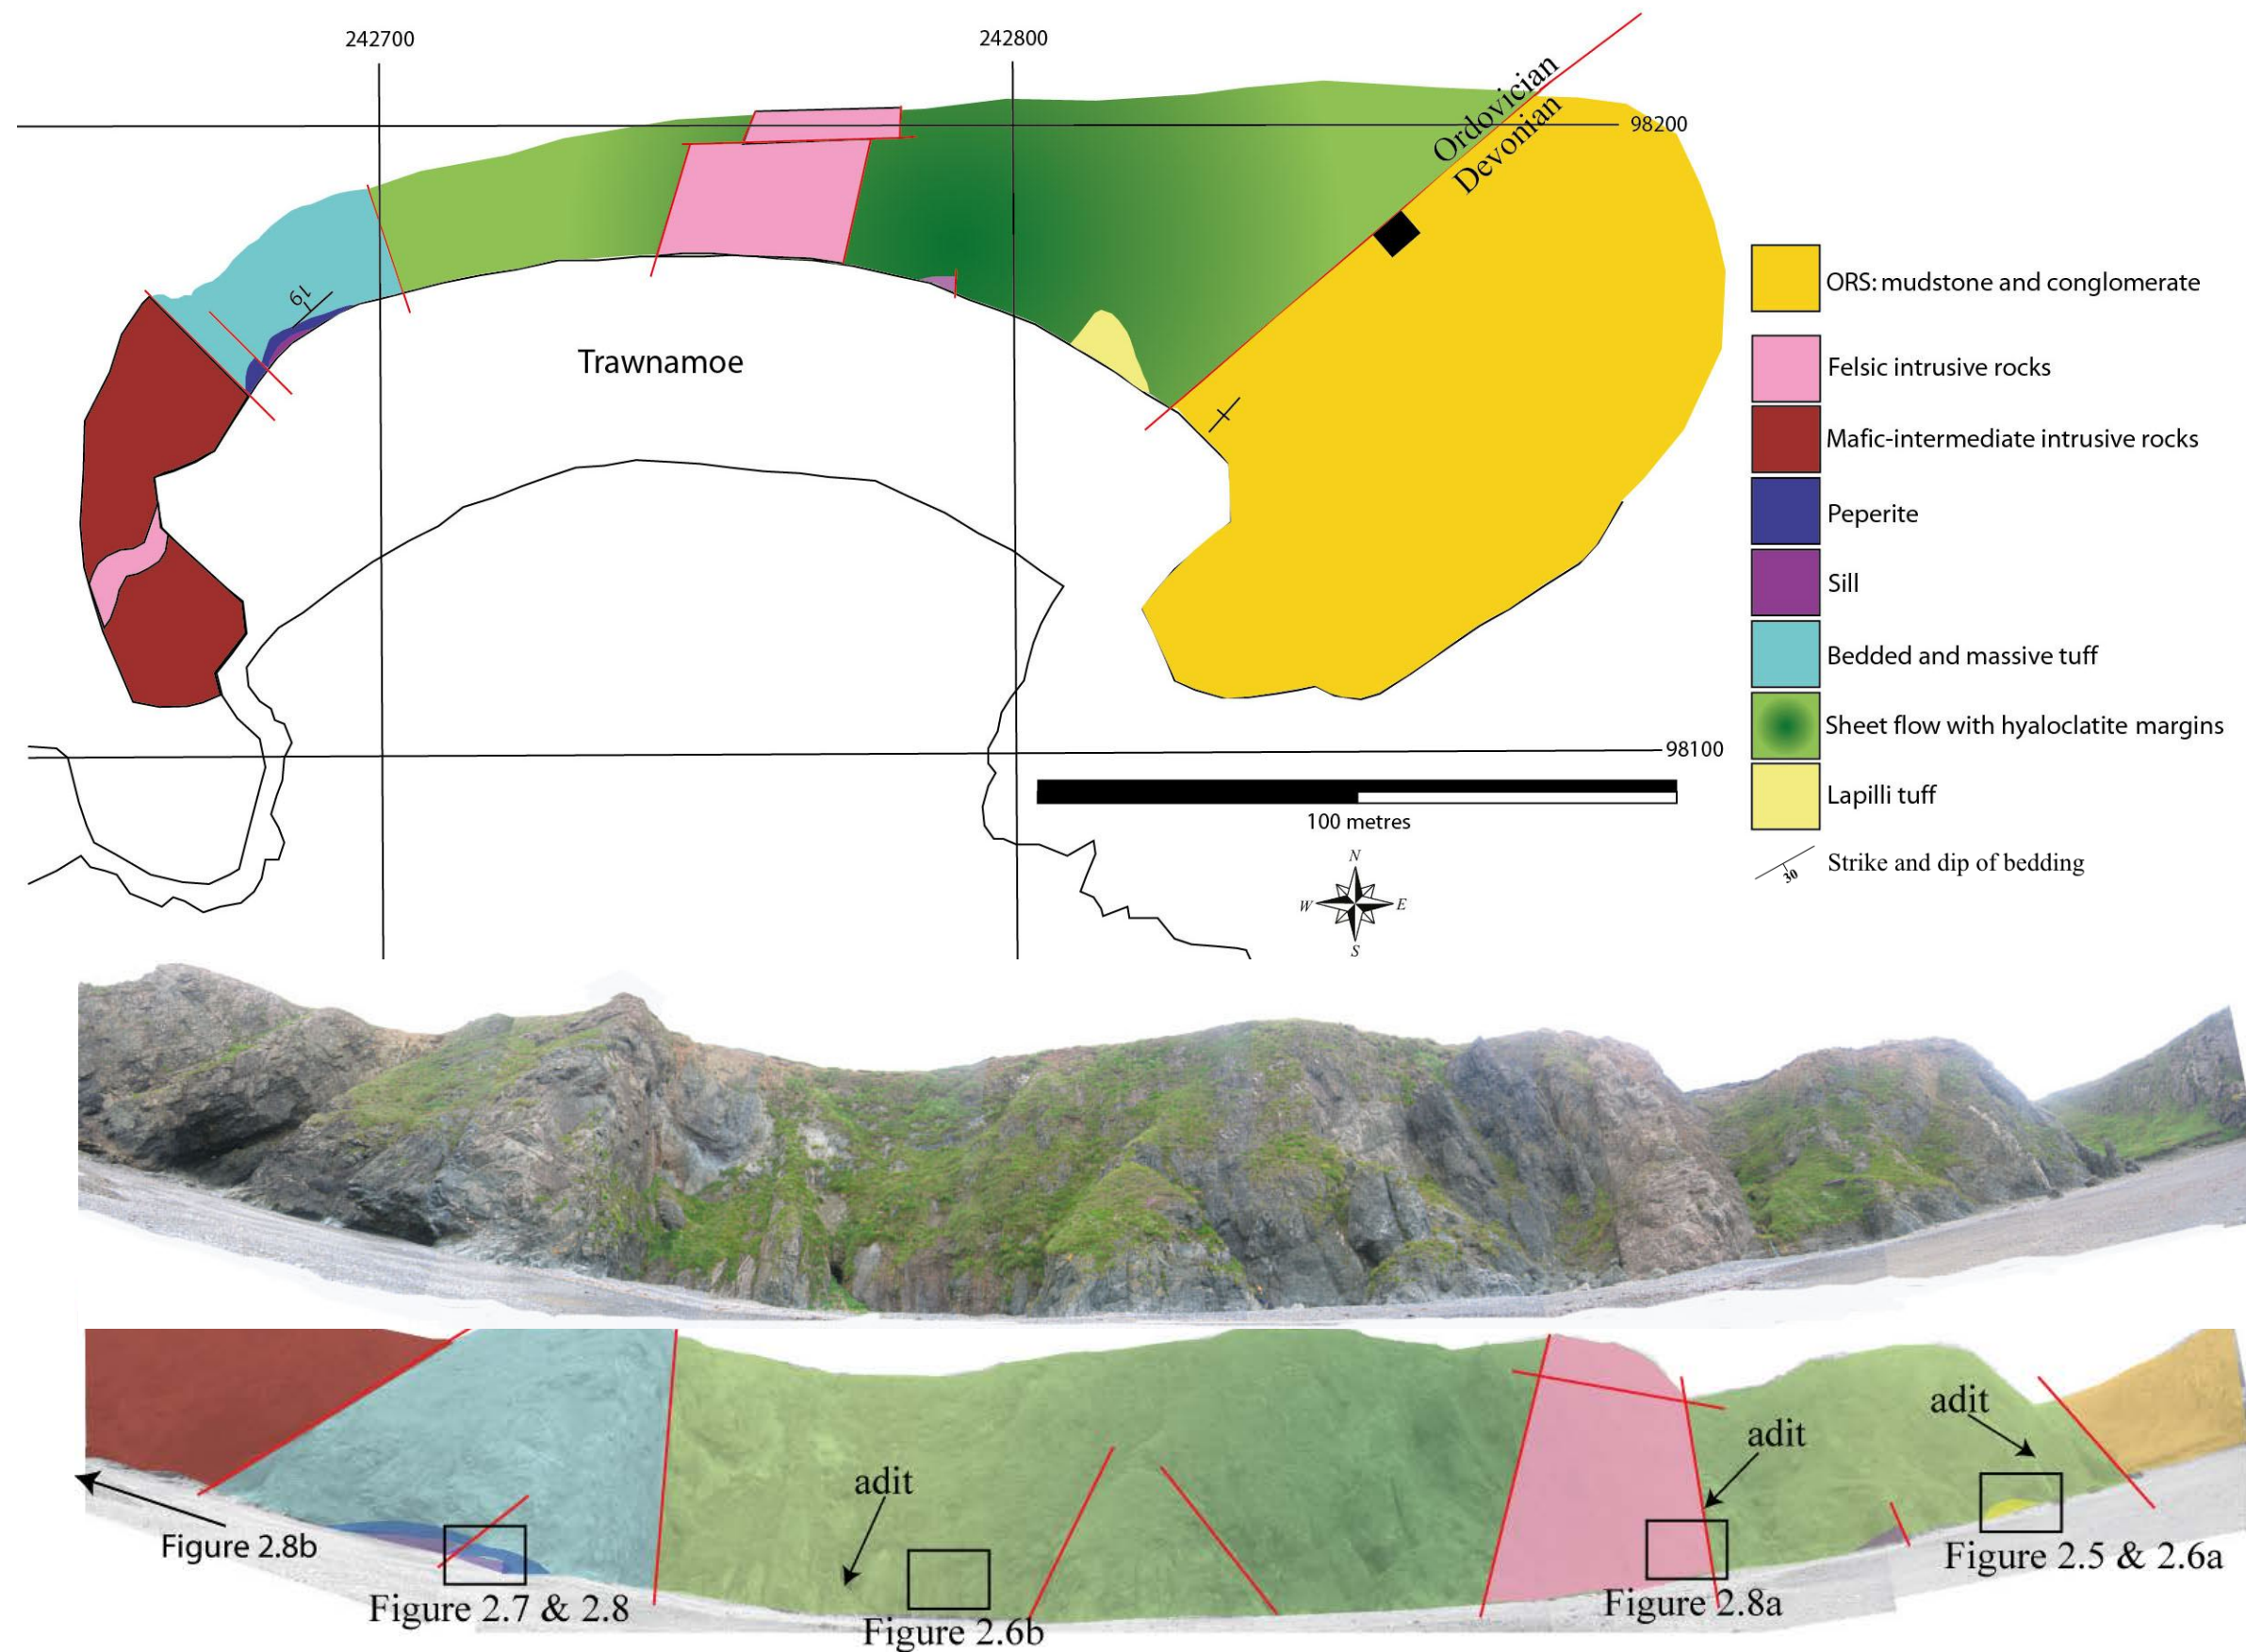 242700
242800
Ordovician
Devonian
98200
19
Trawnamoe
ORS: mudstone and conglomerate
Felsic intrusive rocks
Mafic-intermediate intrusive rocks
Peperite
Sill
Bedded and massive tuff
Sheet flow with hyaloclatite margins
Lapilli tuff
30
Strike and dip of bedding
98100
100 metres
N
W
E
S
adit
adit
adit
Figure 2.8b
Figure 2.7 & 2.8
Figure 2.6b
Figure 2.8a
Figure 2.5 & 2.6a